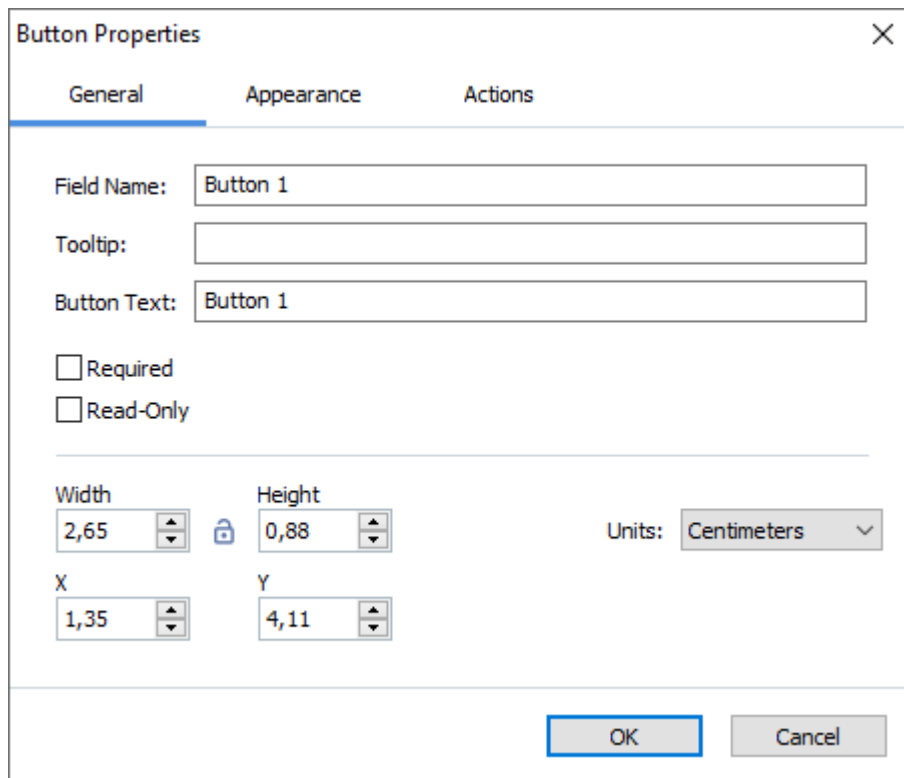 Button Properties
General Appearance Actions
Field Name: Button 1
Tooltip:
Button Text: Button 1
Required
Read-Only
Width Height
2,65 0,88 Units: Centimeters
X Y
1,35 4,11
OK Cancel